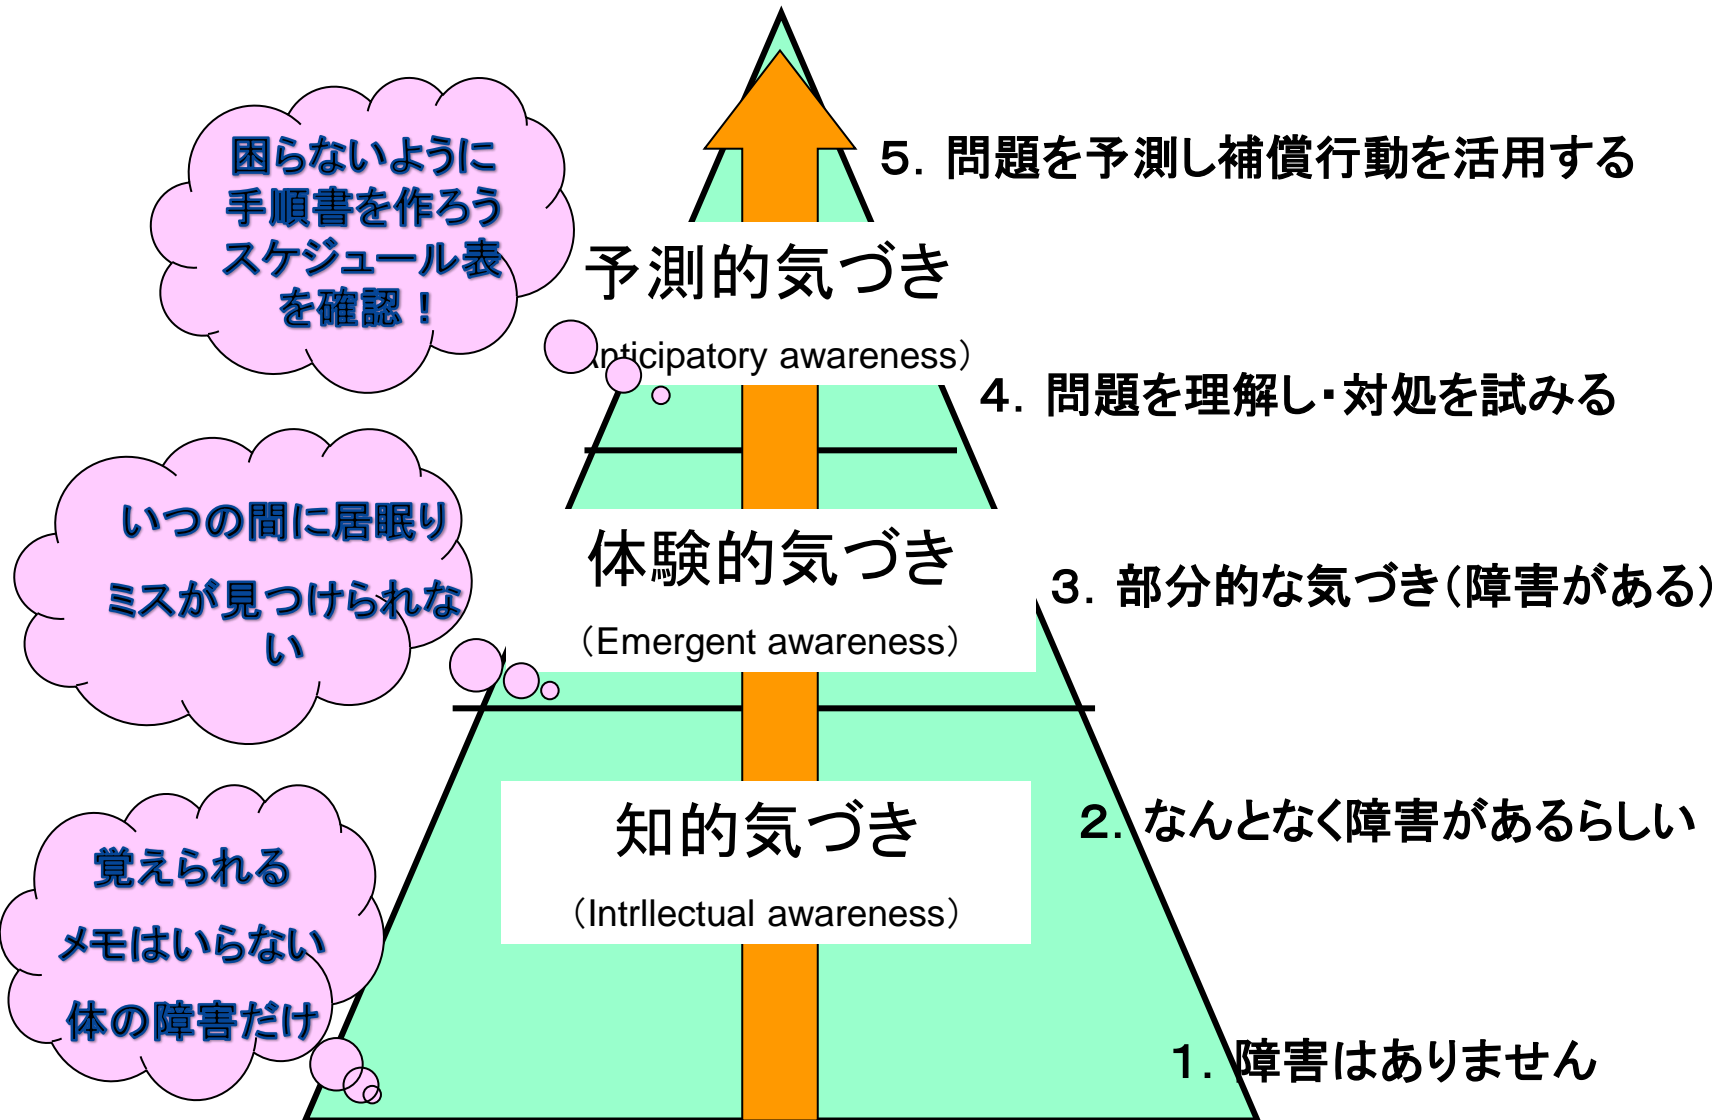 困らないように
手順書を作ろう
スケジュール表
を確認！
５．問題を予測し補償行動を活用する
予測的気づき
nticipatory awareness）
４．問題を理解し・対処を試みる
いつの間に居眠り
ミスが見つけられな
い
体験的気づき
（Emergent awareness）
３．部分的な気づき（障害がある）
覚えられる
メモはいらない
体の障害だけ
知的気づき
（Intrllectual awareness）
２．なんとなく障害があるらしい
１．障害はありません